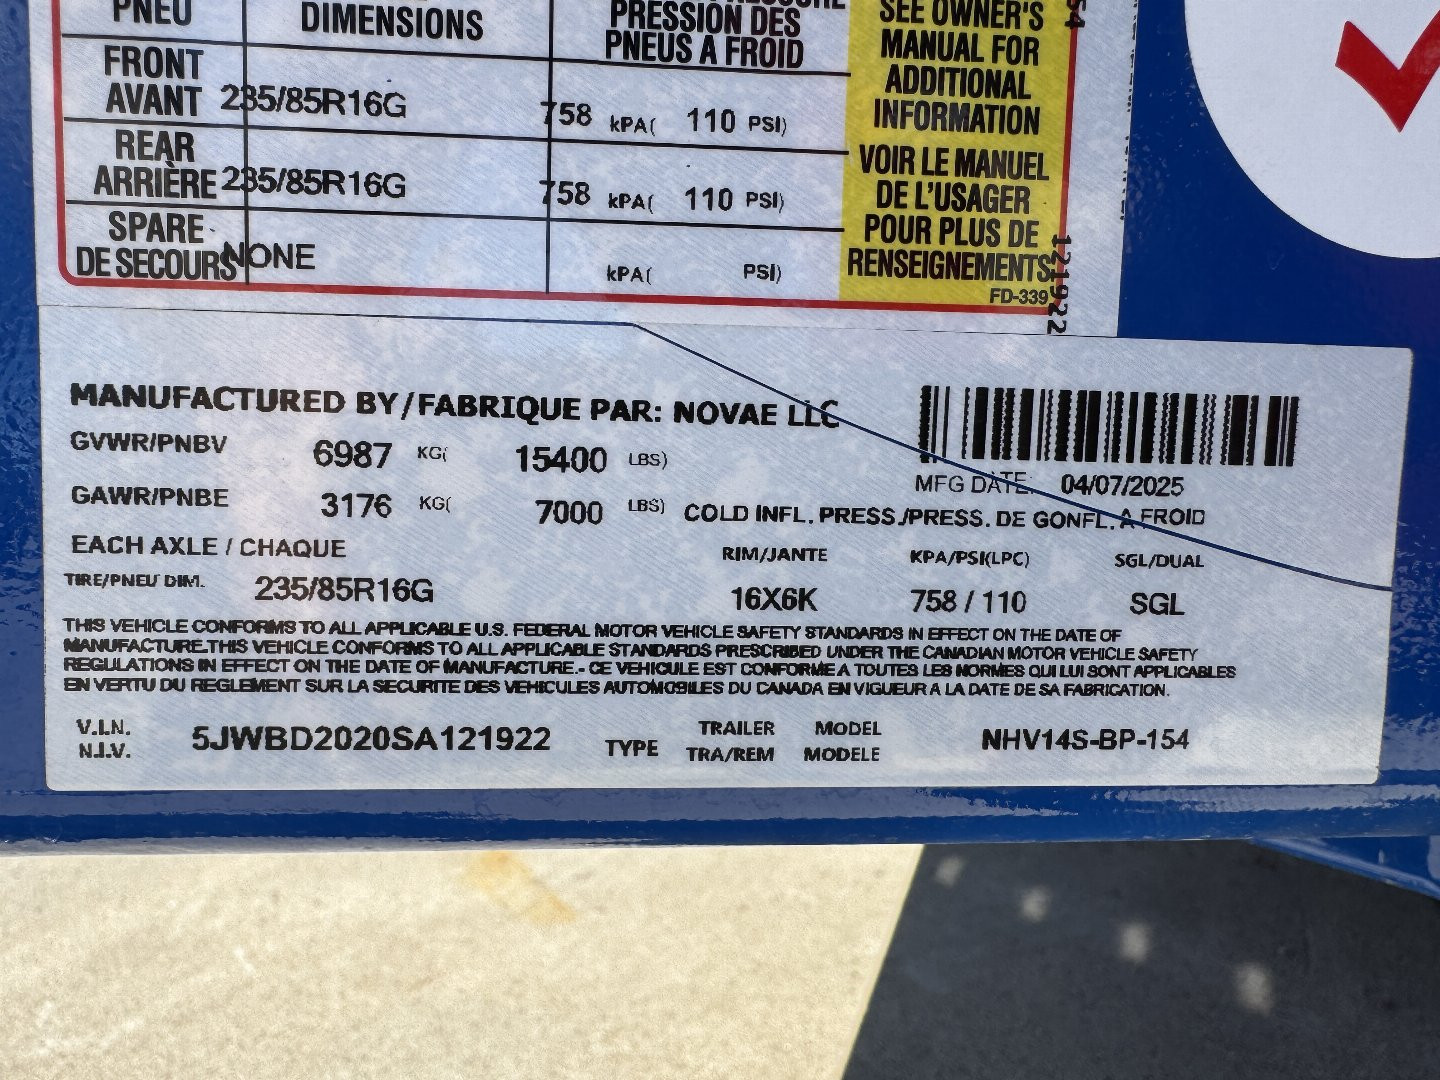 PNEU DIMENSIONS PRESSION DES PNEUS A FROID
FRONT AVANT 235/85R16G 758 kPA( 110 PSI)
REAR ARRIÈRE 235/85R16G 758 kPA( 110 PSI)
SPARE DE SECOURS NONE kPA( PSI)
SEE OWNER'S
MANUAL FOR
ADDITIONAL
INFORMATION
VOIR LE MANUEL
DE L'USAGER
POUR PLUS DE
RENSEIGNEMENTS
FD-339
54
121922
MANUFACTURED BY/FABRIQUE PAR: NOVAE LLC
GVWR/PNBV 6987 KG( 15400 LBS)
MFG DATE: 04/07/2025
GAWR/PNBE 3176 KG( 7000 LBS) COLD INFL. PRESS./PRESS. DE GONFL. A FROID
EACH AXLE / CHAQUE RIM/JANTE KPA/PSI(LPC) SGL/DUAL
TIRE/PNEU DIM. 235/85R16G 16X6K 758 / 110 SGL
THIS VEHICLE CONFORMS TO ALL APPLICABLE U.S. FEDERAL MOTOR VEHICLE SAFETY STANDARDS IN EFFECT ON THE DATE OF
MANUFACTURE.THIS VEHICLE CONFORMS TO ALL APPLICABLE STANDARDS PRESCRIBED UNDER THE CANADIAN MOTOR VEHICLE SAFETY
REGULATIONS IN EFFECT ON THE DATE OF MANUFACTURE.- CE VEHICULE EST CONFORME A TOUTES LES NORMES QUI LUI SONT APPLICABLES
EN VERTU DU REGLEMENT SUR LA SECURITE DES VEHICULES AUTOMOBILES DU CANADA EN VIGUEUR A LA DATE DE SA FABRICATION.
V.I.N. 5JWBD2020SA121922 TYPE TRAILER MODEL NHV14S-BP-154
N.I.V. TRA/REM MODELE